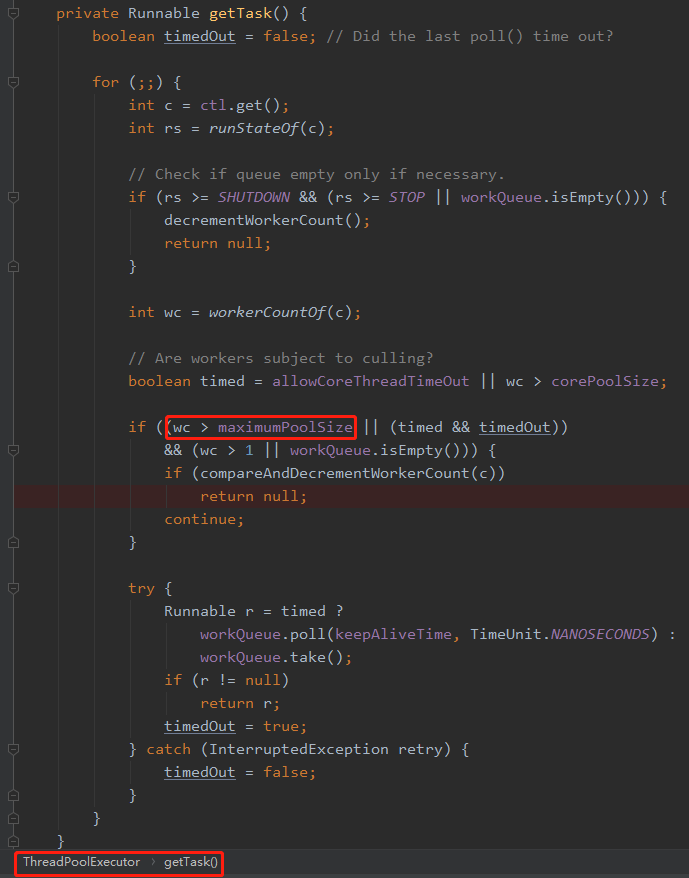 private Runnable getTask() {
boolean timedOut = false; // Did the last poll() time out?
for (;;) {
int c = ctl.get();
int rs = runStateOf(c);
// Check if queue empty only if necessary.
if (rs >= SHUTDOWN && (rs >= STOP || workQueue.isEmpty())) {
decrementWorkerCount();
return null;
}
int wc = workerCountOf(c);
// Are workers subject to culling?
boolean timed = allowCoreThreadTimeOut || wc > corePoolSize;
if ((wc > maximumPoolSize || (timed && timedOut))
&& (wc > 1 || workQueue.isEmpty())) {
if (compareAndDecrementWorkerCount(c))
return null;
continue;
}
try {
Runnable r = timed ?
workQueue.poll(keepAliveTime, TimeUnit.NANOSECONDS) :
workQueue.take();
if (r != null)
return r;
timedOut = true;
} catch (InterruptedException retry) {
timedOut = false;
}
}
}
ThreadPoolExecutor › getTask()